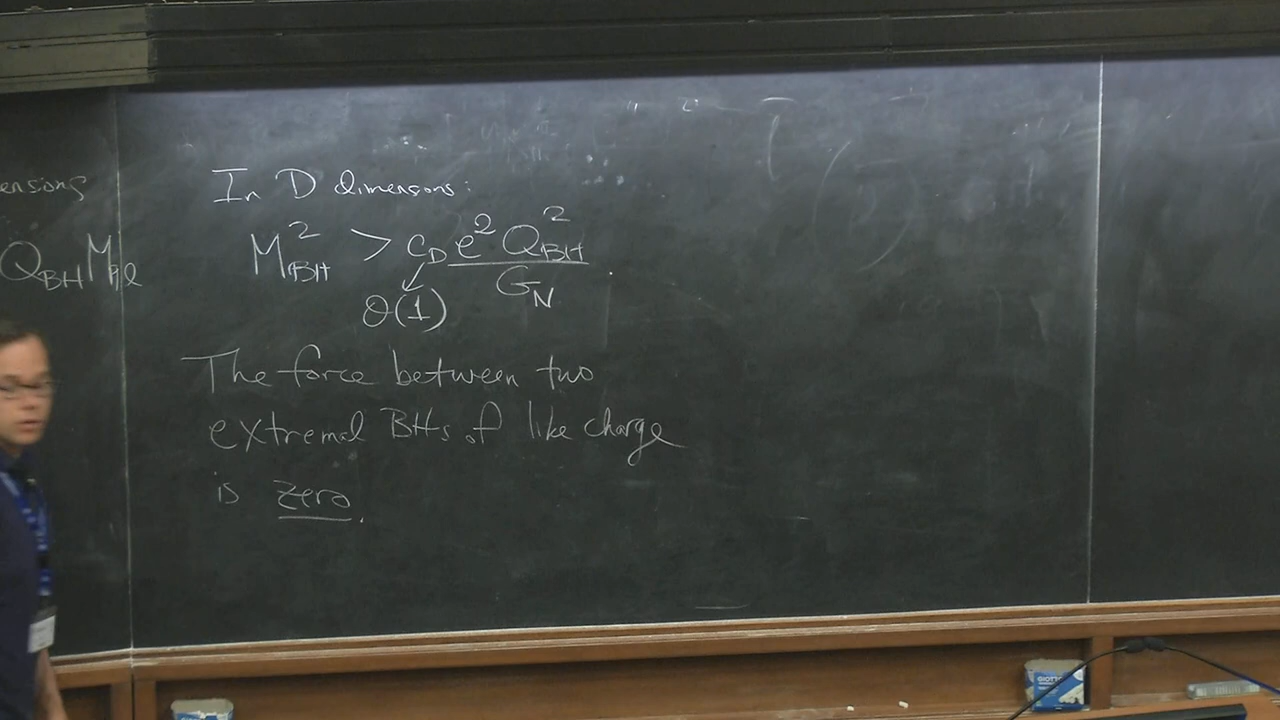 ensions
Q_BH M_Pl
In D dimensions:
M_BH^2 > c_D e^2 Q_BH^2 / G_N
O(1)
The force between two
extremal BHs of like charge
is zero.
GIOTTO